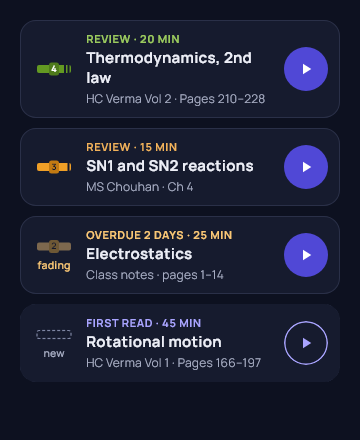 REVIEW · 20 MIN
4
Thermodynamics, 2nd
law
HC Verma Vol 2 · Pages 210–228
REVIEW · 15 MIN
3
SN1 and SN2 reactions
MS Chouhan · Ch 4
OVERDUE 2 DAYS · 25 MIN
2
Electrostatics
fading
Class notes · pages 1–14
FIRST READ · 45 MIN
Rotational motion
new
HC Verma Vol 1 · Pages 166–197